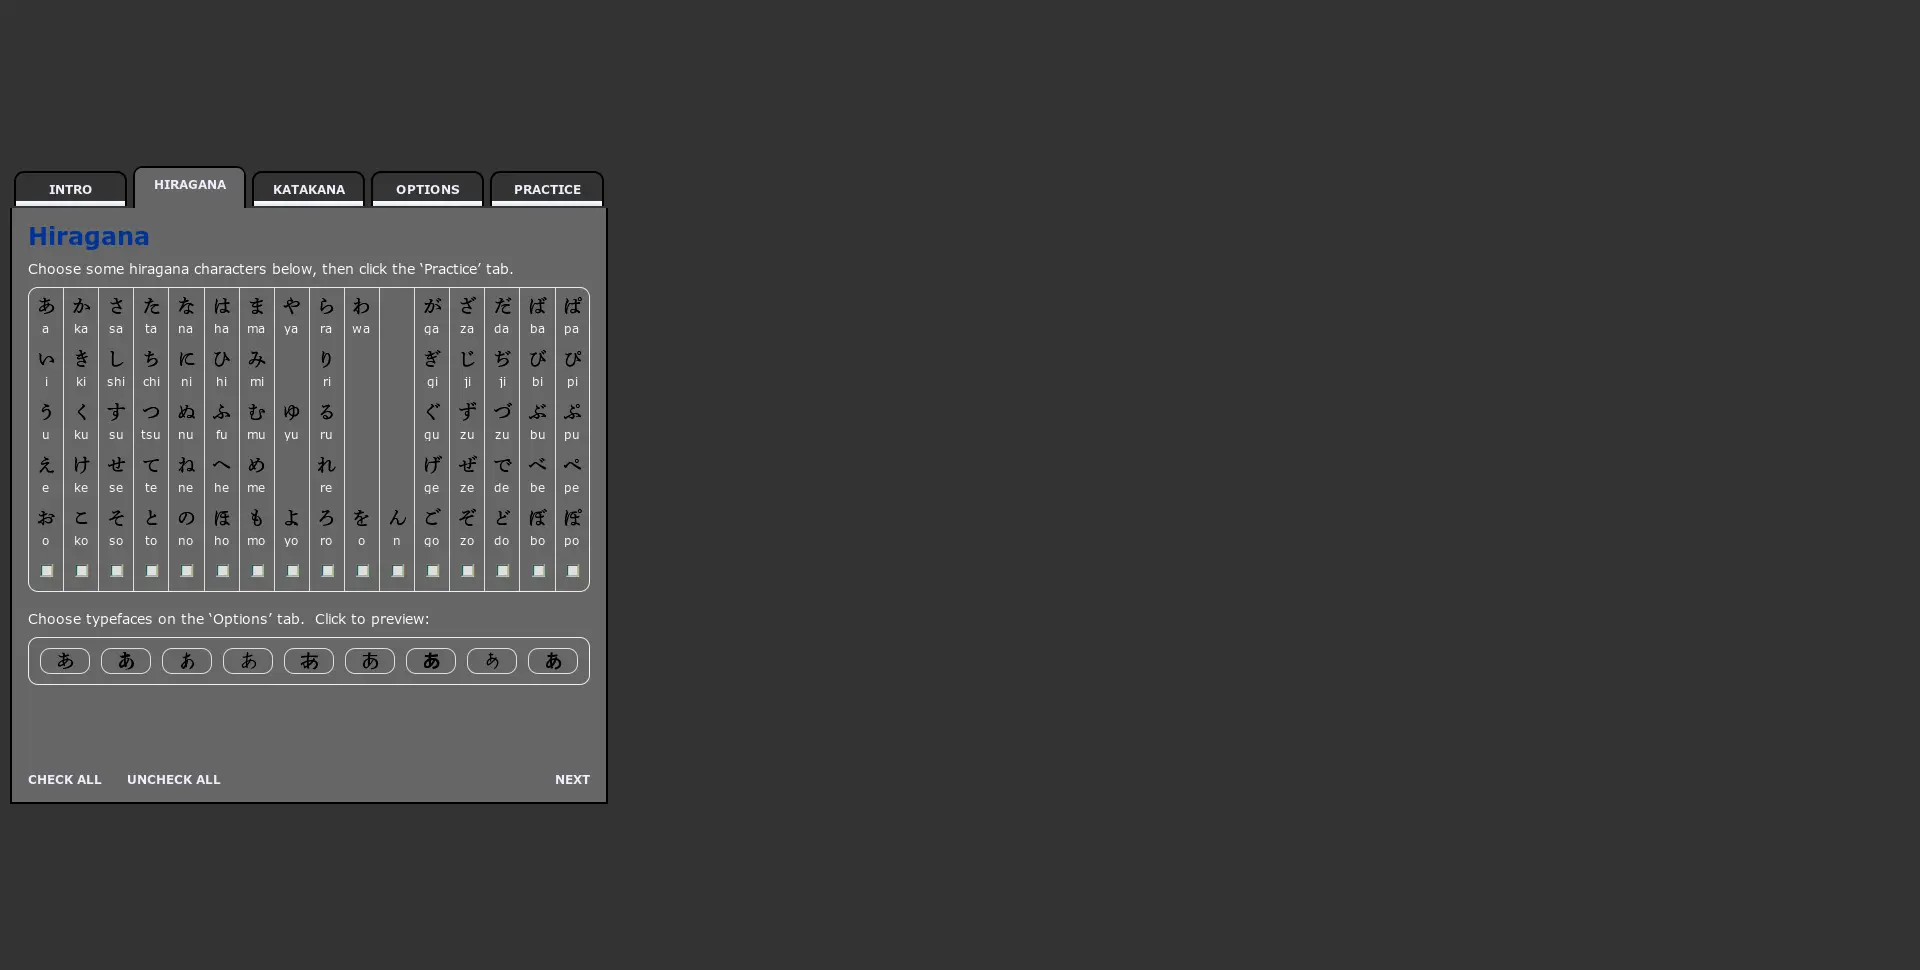 INTRO HIRAGANA KATAKANA OPTIONS PRACTICE
Hiragana
Choose some hiragana characters below, then click the ‘Practice’ tab.
あ か さ た な は ま や ら わ が ざ だ ば ぱ
a ka sa ta na ha ma ya ra wa ga za da ba pa
い き し ち に ひ み り ぎ じ ぢ び ぴ
i ki shi chi ni hi mi ri gi ji ji bi pi
う く す つ ぬ ふ む ゆ る ぐ ず づ ぶ ぷ
u ku su tsu nu fu mu yu ru gu zu zu bu pu
え け せ て ね へ め れ げ ぜ で べ ぺ
e ke se te ne he me re ge ze de be pe
お こ そ と の ほ も よ ろ を ん ご ぞ ど ぼ ぽ
o ko so to no ho mo yo ro o n go zo do bo po
Choose typefaces on the ‘Options’ tab. Click to preview:
あ あ あ あ あ あ あ あ あ
CHECK ALL UNCHECK ALL NEXT